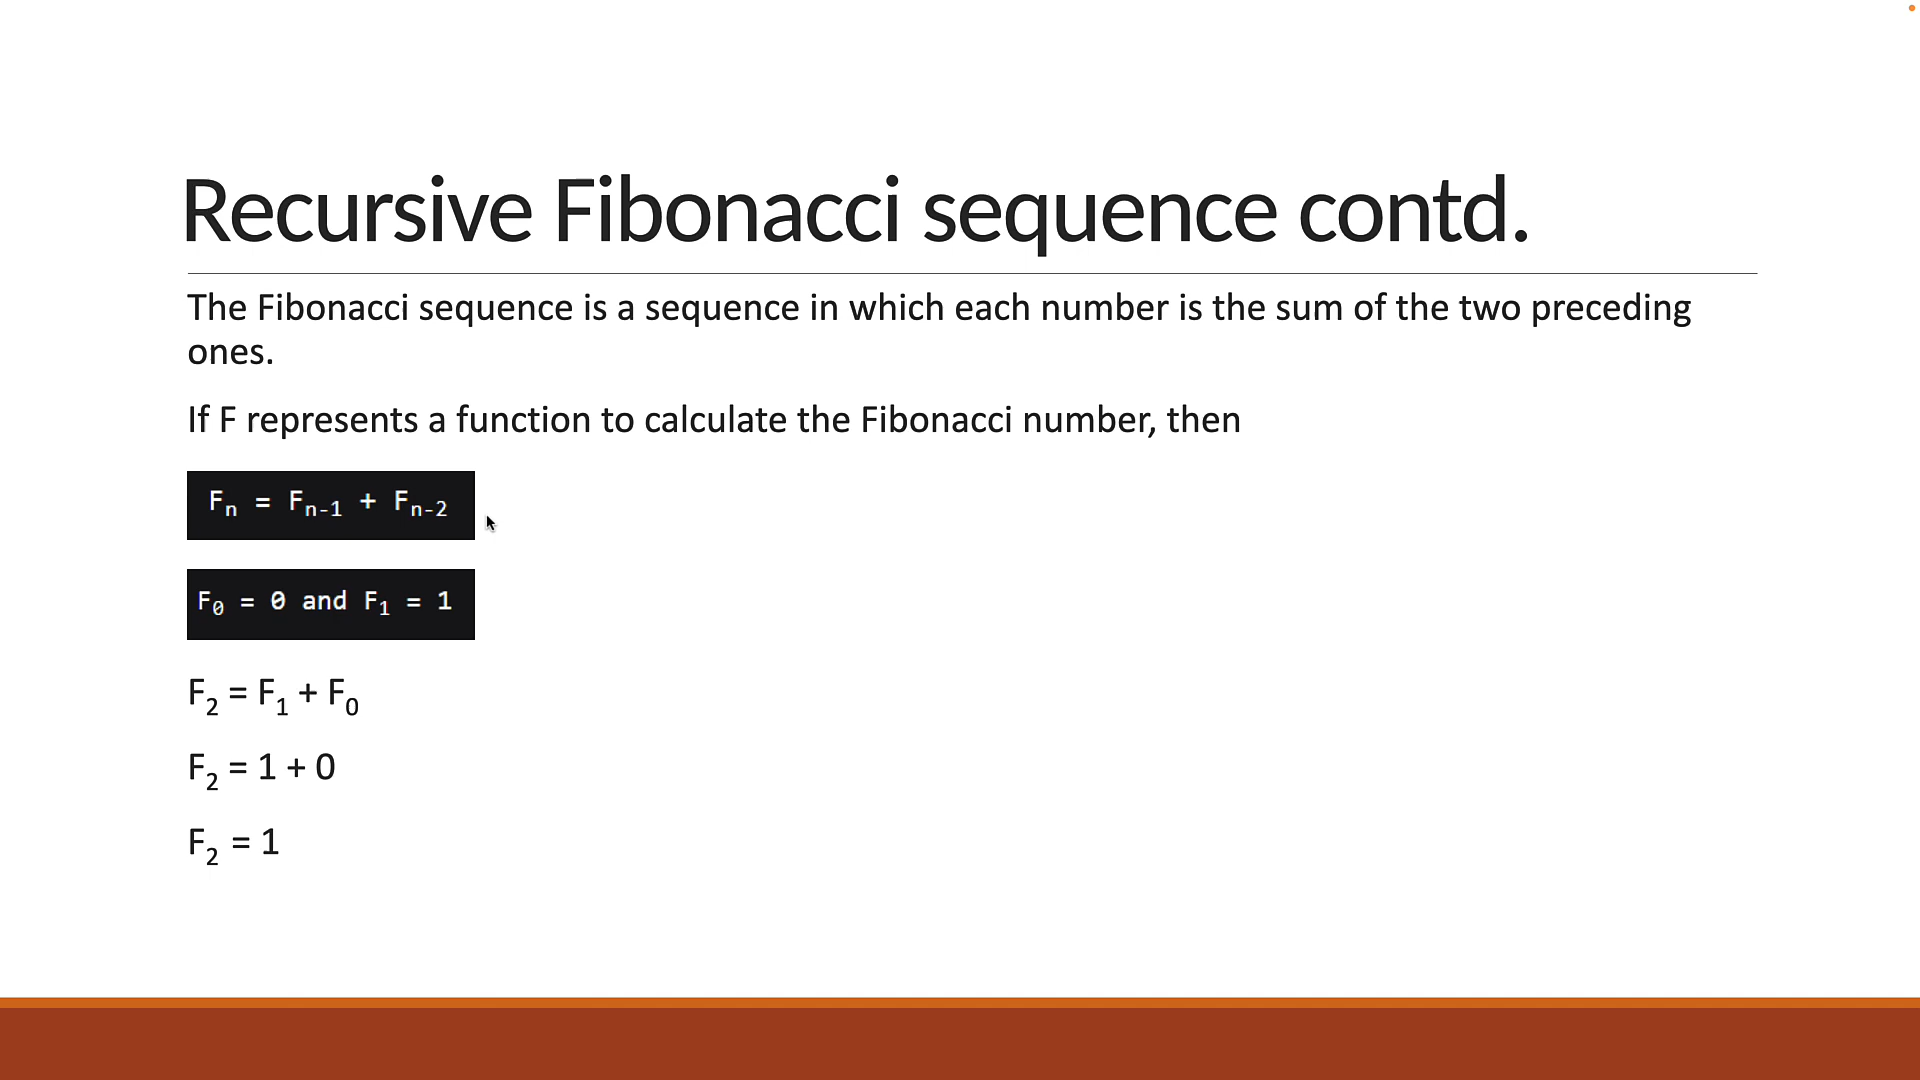 Recursive Fibonacci sequence contd.
The Fibonacci sequence is a sequence in which each number is the sum of the two preceding
ones.
If F represents a function to calculate the Fibonacci number, then
Fₙ = Fₙ₋₁ + Fₙ₋₂
F₀ = 0 and F₁ = 1
F₂ = F₁ + F₀
F₂ = 1 + 0
F₂ = 1